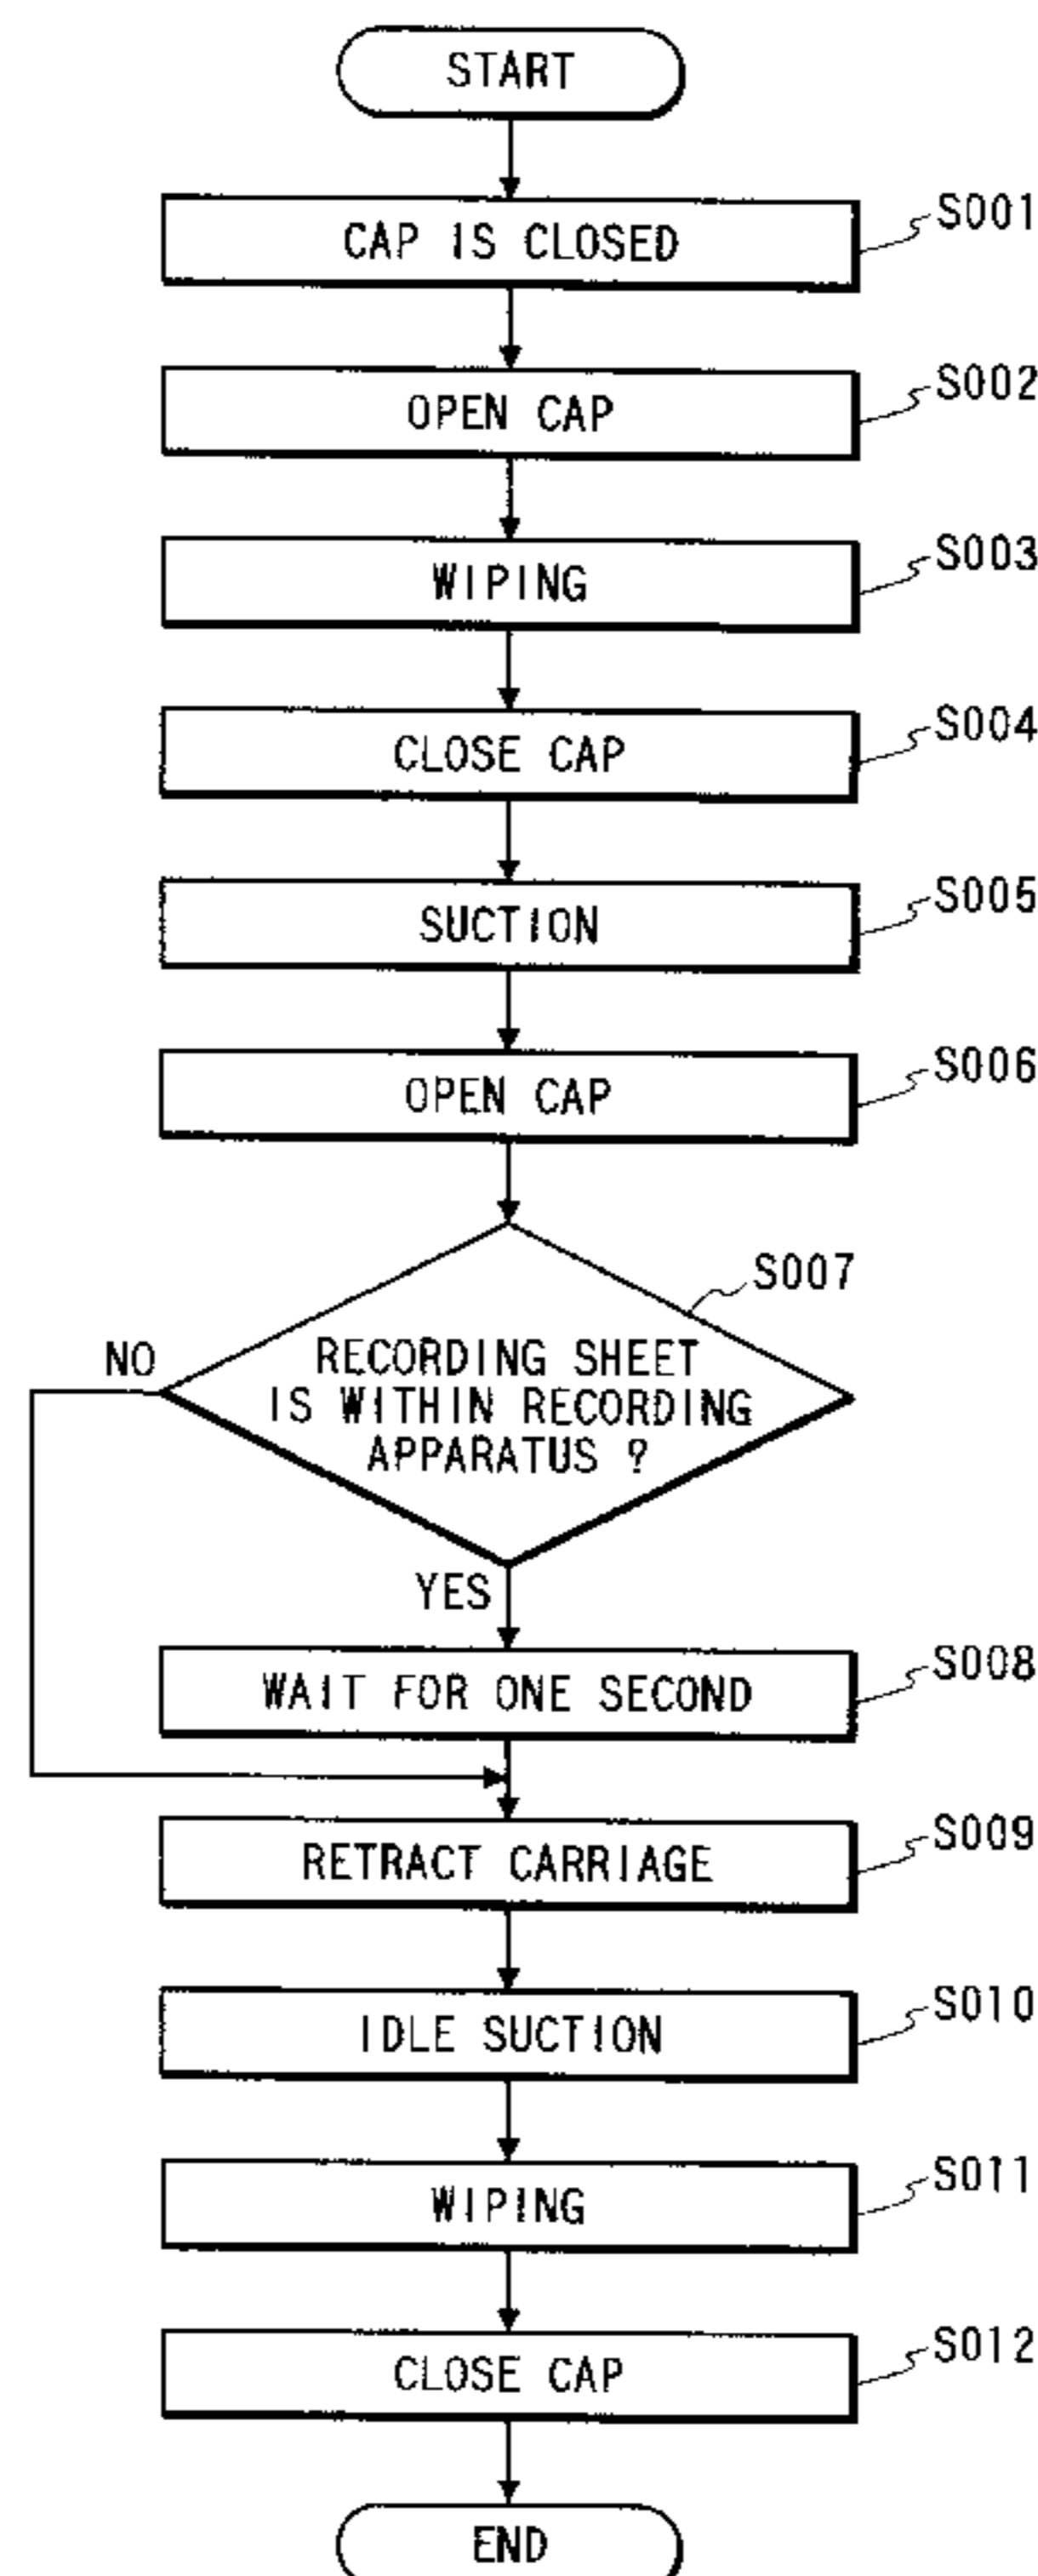 START
CAP IS CLOSED
S001
OPEN CAP
S002
WIPING
S003
CLOSE CAP
S004
SUCTION
S005
OPEN CAP
S006
S007
NO
RECORDING SHEET
IS WITHIN RECORDING
APPARATUS ?
YES
WAIT FOR ONE SECOND
S008
RETRACT CARRIAGE
S009
IDLE SUCTION
S010
WIPING
S011
CLOSE CAP
S012
END